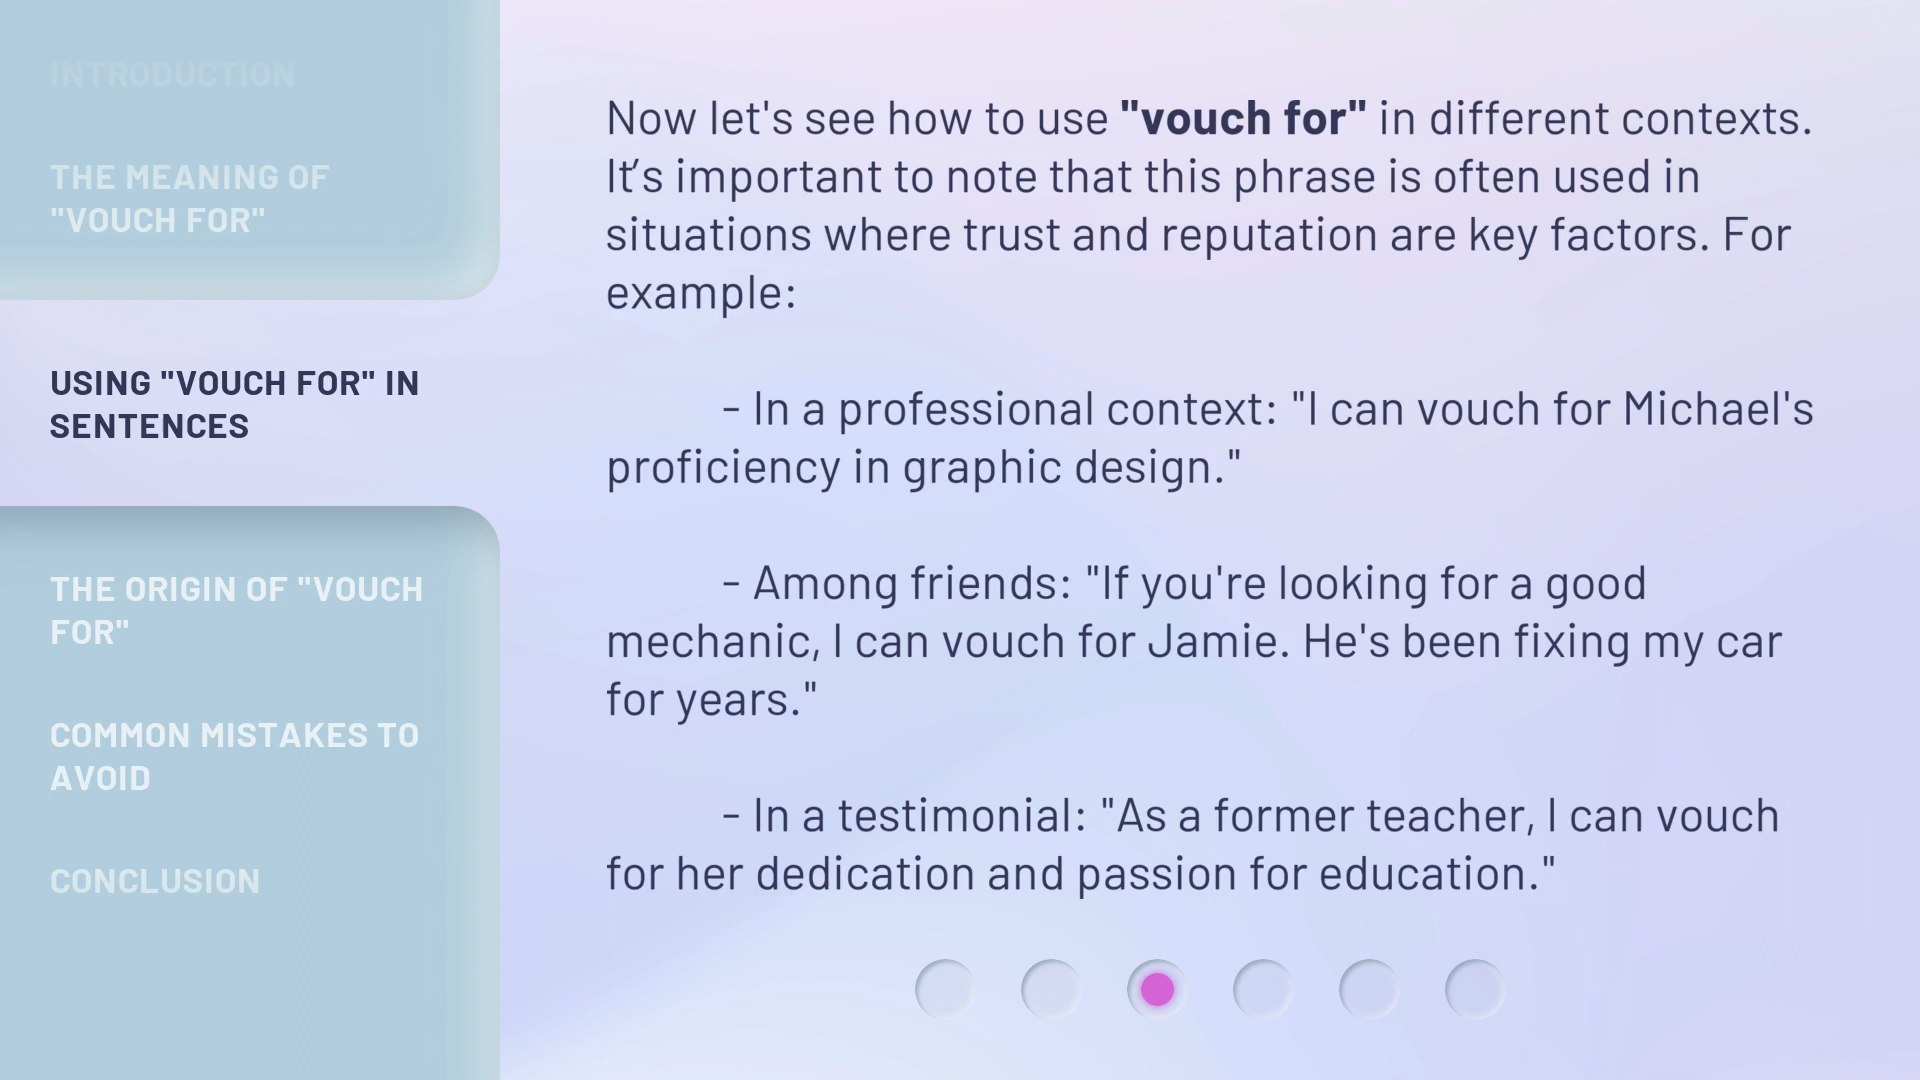 INTRODUCTION
THE MEANING OF
"VOUCH FOR"
USING "VOUCH FOR" IN
SENTENCES
THE ORIGIN OF "VOUCH
FOR"
COMMON MISTAKES TO
AVOID
CONCLUSION
Now let's see how to use "vouch for" in different contexts.
It’s important to note that this phrase is often used in
situations where trust and reputation are key factors. For
example:
- In a professional context: "I can vouch for Michael's
proficiency in graphic design."
- Among friends: "If you're looking for a good
mechanic, I can vouch for Jamie. He's been fixing my car
for years."
- In a testimonial: "As a former teacher, I can vouch
for her dedication and passion for education."